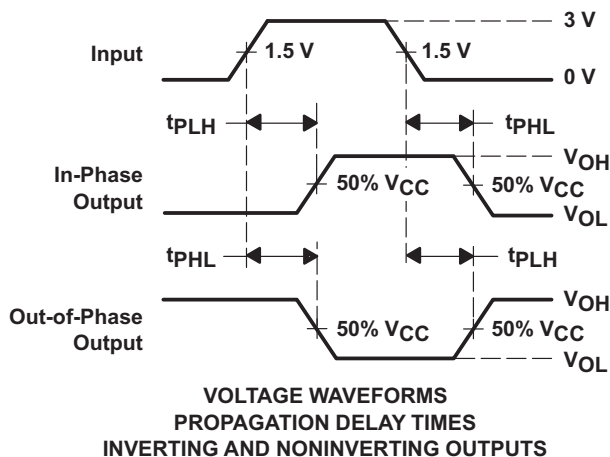 3 V
Input
1.5 V
1.5 V
0 V
tPLH
tPHL
In-Phase
Output
VOH
50% VCC
50% VCC
VOL
tPHL
tPLH
Out-of-Phase
Output
VOH
50% VCC
50% VCC
VOL
VOLTAGE WAVEFORMS
PROPAGATION DELAY TIMES
INVERTING AND NONINVERTING OUTPUTS